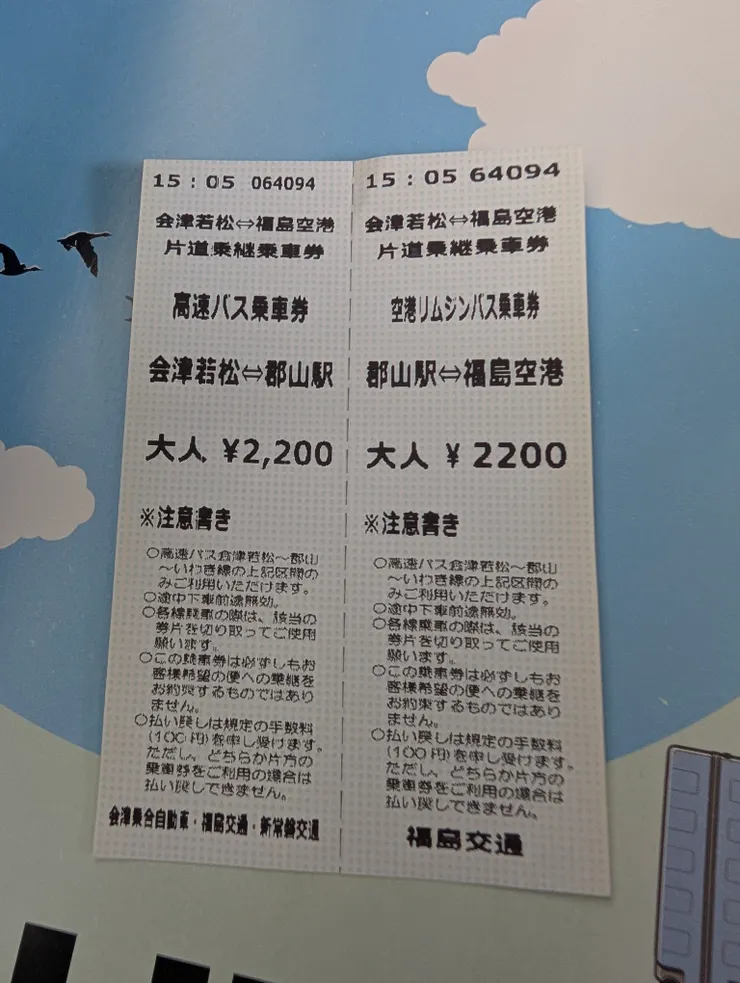 15:05 064094
会津若松⇔福島空港
片道乗継乗車券
高速バス乗車券
会津若松⇔郡山駅
大人 ¥2,200
※注意書き
○高速バス会津若松～郡山
～いわき線の上記区間の
みご利用いただけます。
○途中下車前途無効。
○各線乗車の際は、該当の
券片を切り取ってご使用
願います。
○この乗車券は必ずしもお
客様希望の便への乗継を
お約束するものではあり
ません。
○払い戻しは規定の手数料
(100円)を申し受けます。
ただし、どちらか片方の
乗車券をご利用の場合は
払い戻しできません。
会津乗合自動車・福島交通・新常磐交通
15:05 64094
会津若松⇔福島空港
片道乗継乗車券
空港リムジンバス乗車券
郡山駅⇔福島空港
大人 ¥2200
※注意書き
○高速バス会津若松～郡山
～いわき線の上記区間の
みご利用いただけます。
○途中下車前途無効。
○各線乗車の際は、該当の
券片を切り取ってご使用
願います。
○この乗車券は必ずしもお
客様希望の便への乗継を
お約束するものではあり
ません。
○払い戻しは規定の手数料
(100円)を申し受けます。
ただし、どちらか片方の
乗車券をご利用の場合は
払い戻しできません。
福島交通